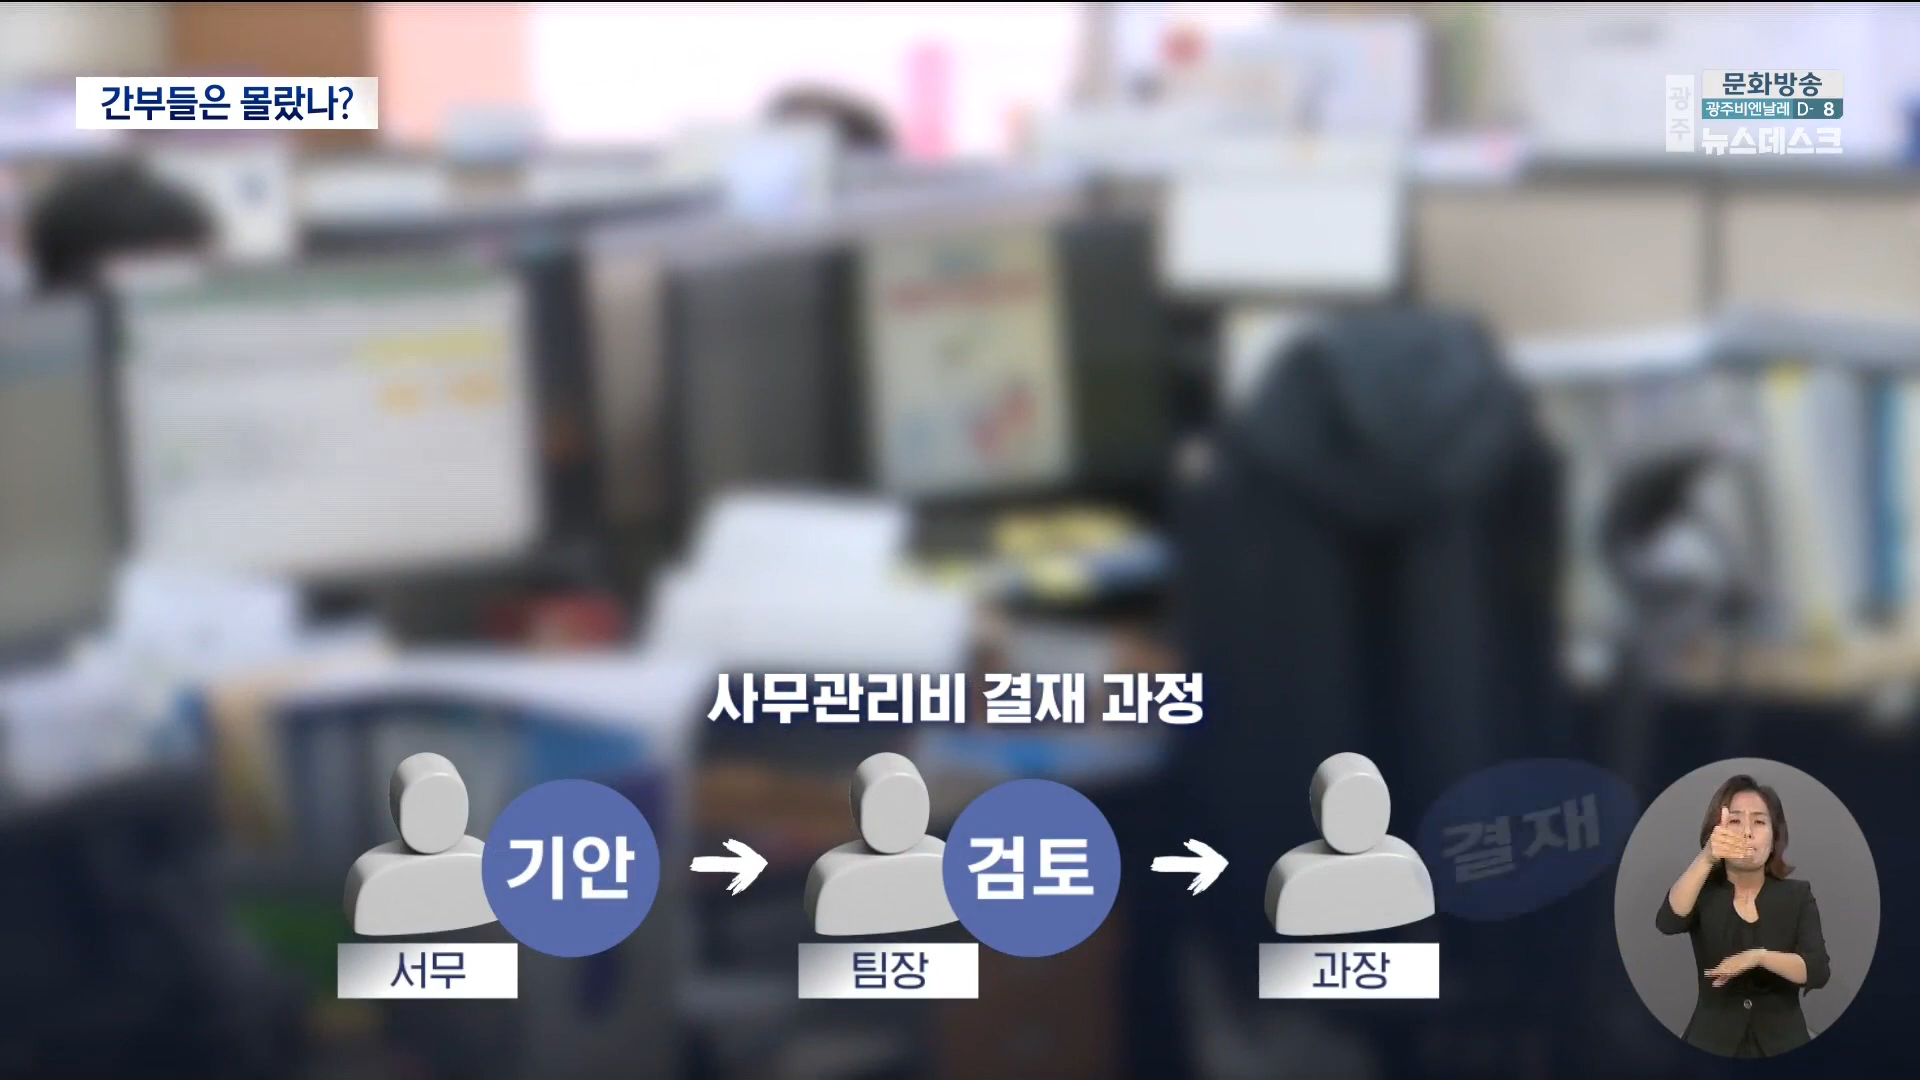 간부들은 몰랐나?
광주
문화방송
광주비엔날레 D- 8
뉴스데스크
사무관리비 결재 과정
기안
검토
결재
서무
팀장
과장